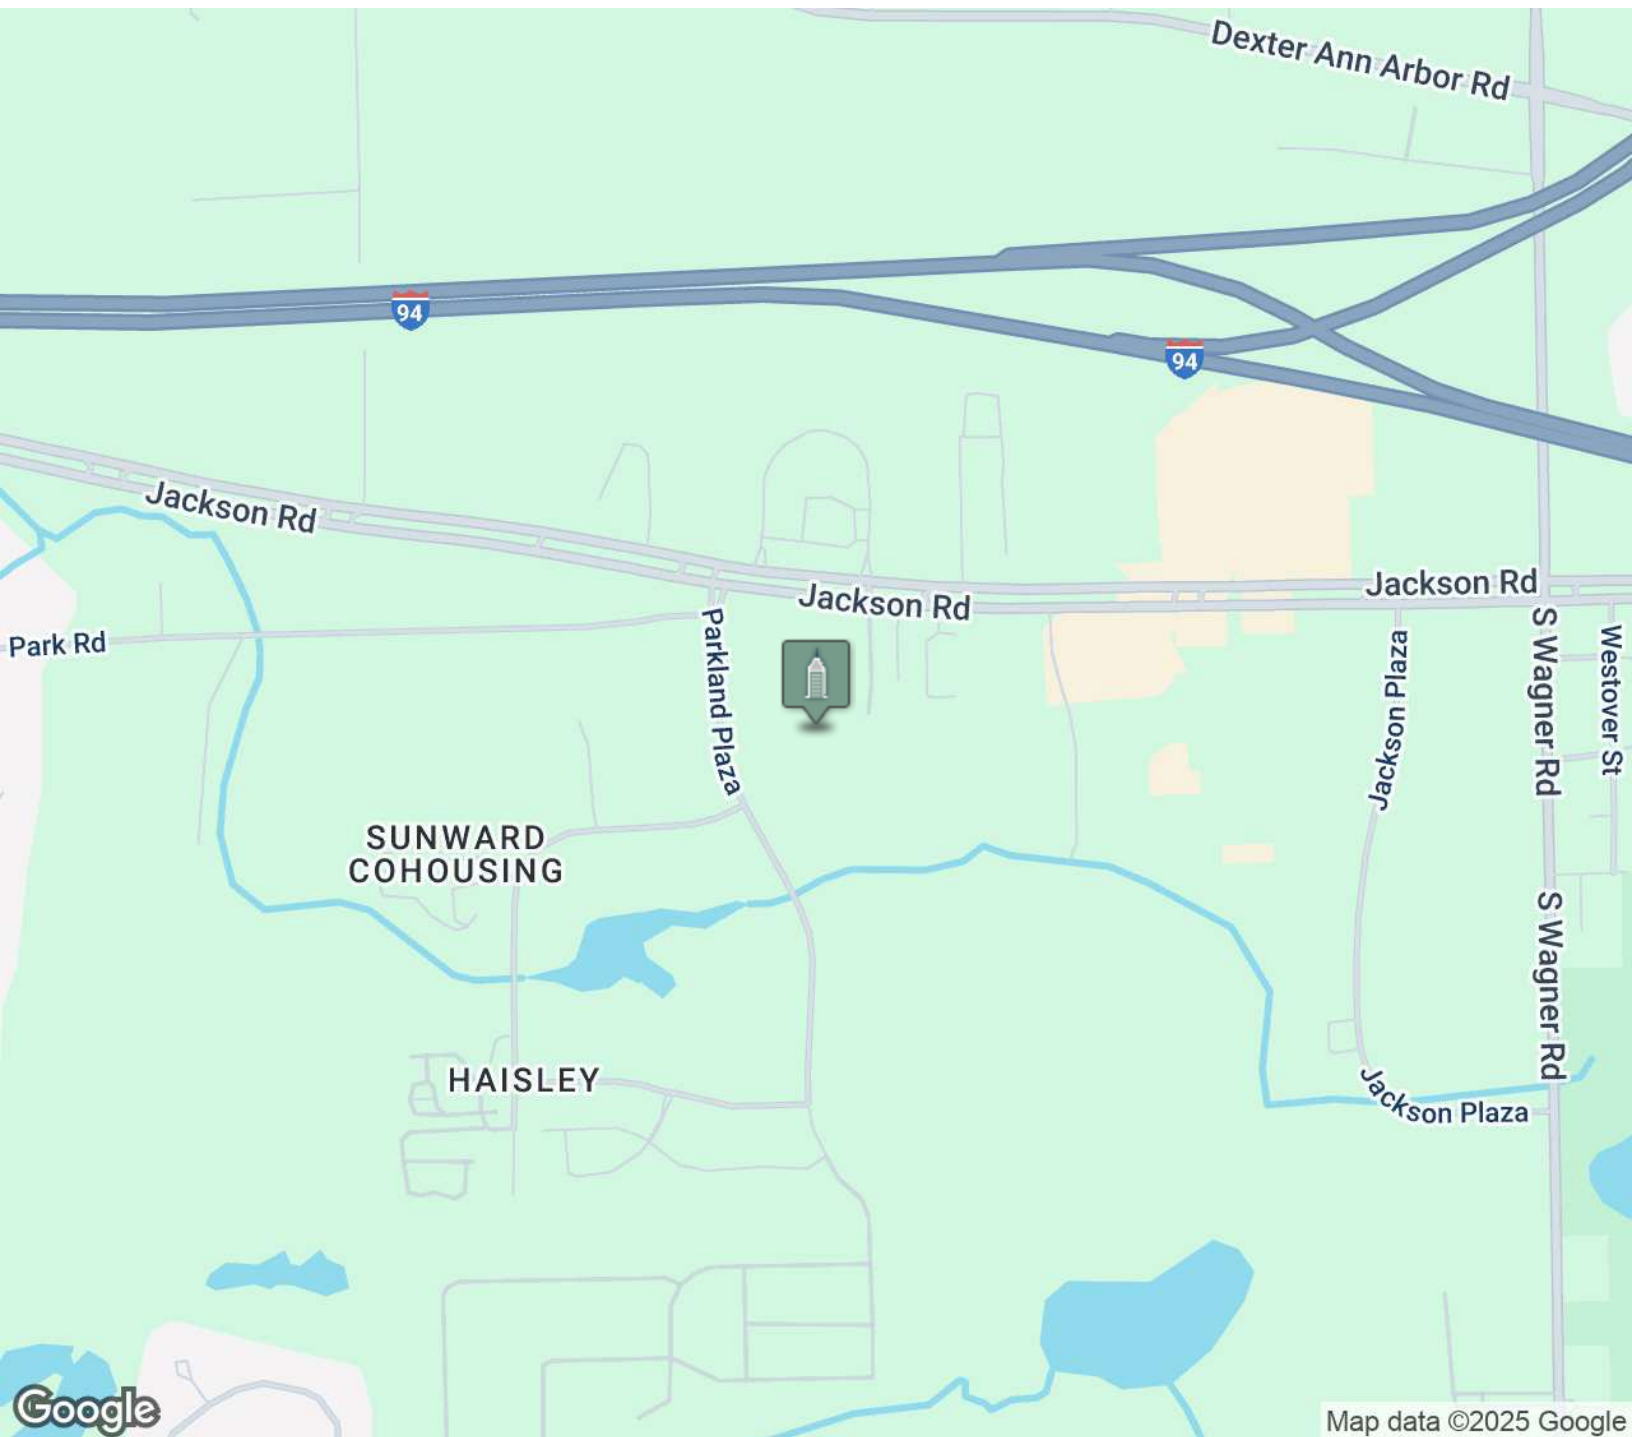 Dexter Ann Arbor Rd
94
94
Jackson Rd
Jackson Rd
Jackson Rd
Park Rd
Parkland Plaza
Jackson Plaza
S Wagner Rd
Westover St
SUNWARD
COHOUSING
S Wagner Rd
HAISLEY
Jackson Plaza
Google
Map data ©2025 Google